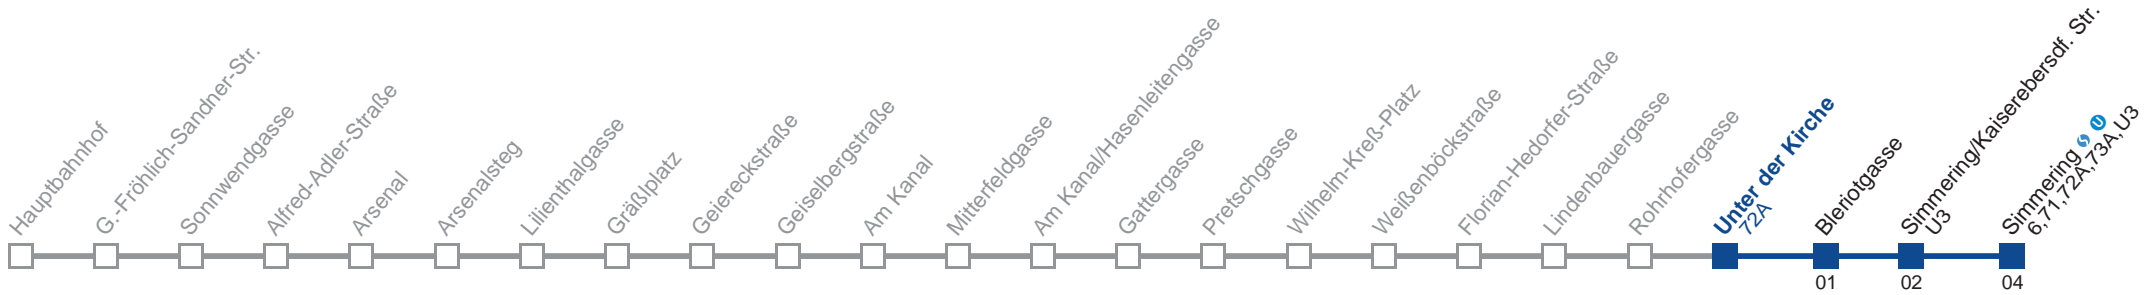 Hauptbahnhof
G.-Fröhlich-Sandner-Str.
Sonnwendgasse
Alfred-Adler-Straße
Arsenal
Arsenalsteg
Lilienthalgasse
Gräßlplatz
Geiereckstraße
Geiselbergstraße
Am Kanal
Mitterfeldgasse
Am Kanal/Hasenleitengasse
Gattergasse
Pretschgasse
Wilhelm-Kreß-Platz
Weißenböckstraße
Florian-Hedorfer-Straße
Lindenbauergasse
Rohrhofergasse
Unter der Kirche
72A
Bleriotgasse
Simmering/Kaiserebersdf. Str.
U3
Simmering S U
6,71,72A,73A,U3
01
02
04